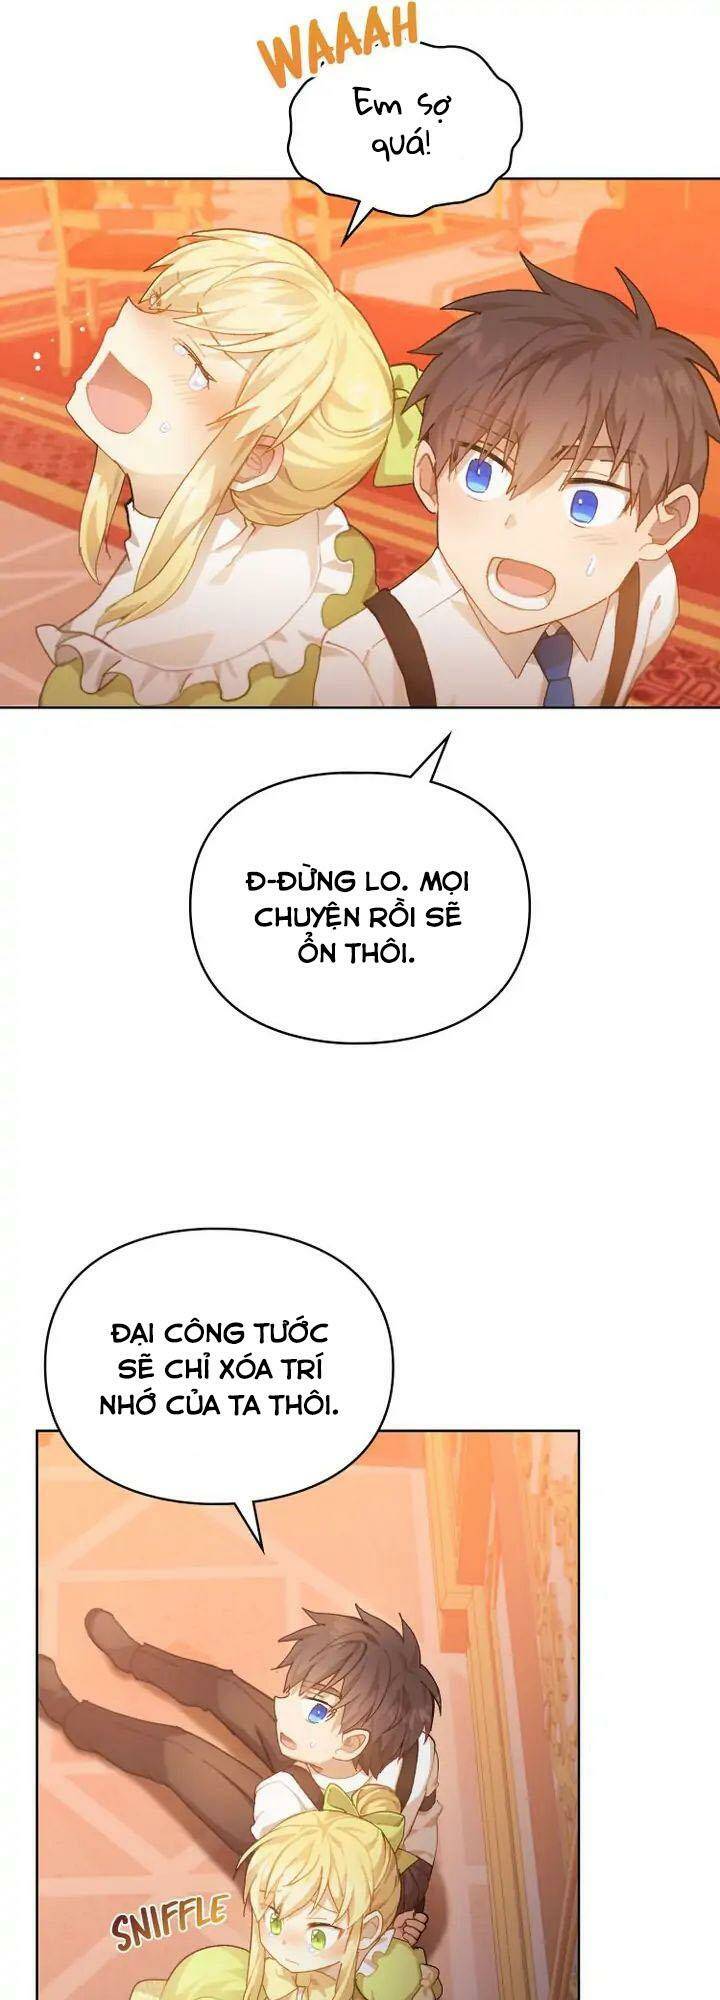 WAAAH
Em sợ
quá!
Đ-ĐỪNG LO. MỌI
CHUYỆN RỒI SẼ
ỔN THÔI.
ĐẠI CÔNG TƯỚC
SẼ CHỈ XÓA TRÍ
NHỚ CỦA TA THÔI.
SNIFFLE